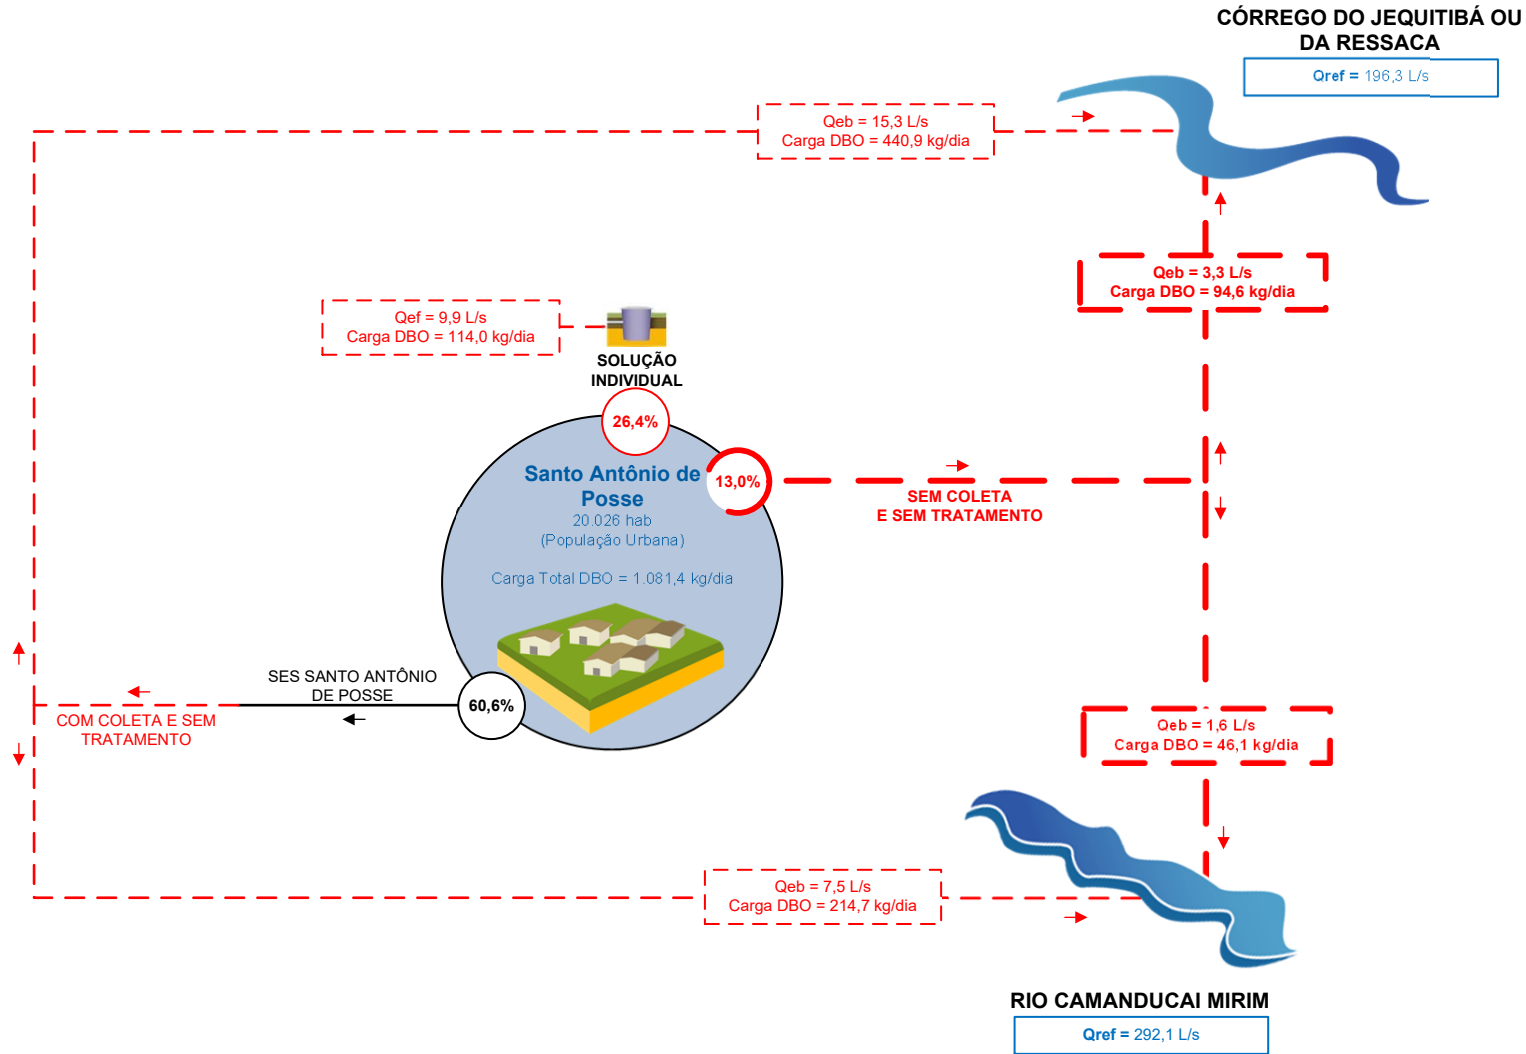 CÓRREGO DO JEQUITIBÁ OU
DA RESSACA
Qref = 196,3 L/s
Qeb = 15,3 L/s
Carga DBO = 440,9 kg/dia
Qeb = 3,3 L/s
Carga DBO = 94,6 kg/dia
Qef = 9,9 L/s
Carga DBO = 114,0 kg/dia
SOLUÇÃO
INDIVIDUAL
26,4%
Santo Antônio de
Posse
20.026 hab
(População Urbana)
Carga Total DBO = 1.081,4 kg/dia
13,0%
SEM COLETA
E SEM TRATAMENTO
SES SANTO ANTÔNIO
DE POSSE
60,6%
COM COLETA E SEM
TRATAMENTO
Qeb = 1,6 L/s
Carga DBO = 46,1 kg/dia
Qeb = 7,5 L/s
Carga DBO = 214,7 kg/dia
RIO CAMANDUCAI MIRIM
Qref = 292,1 L/s